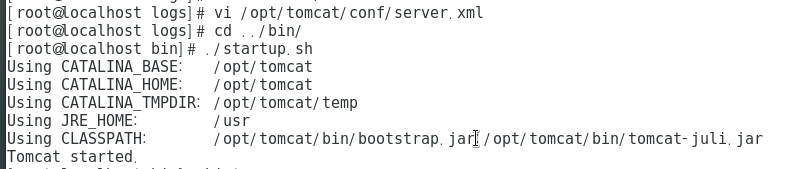 [root@localhost logs]# vi /opt/tomcat/conf/server.xml
[root@localhost logs]# cd ../bin/
[root@localhost bin]# ./startup.sh
Using CATALINA_BASE:   /opt/tomcat
Using CATALINA_HOME:   /opt/tomcat
Using CATALINA_TMPDIR: /opt/tomcat/temp
Using JRE_HOME:        /usr
Using CLASSPATH:       /opt/tomcat/bin/bootstrap.jar:/opt/tomcat/bin/tomcat-juli.jar
Tomcat started.